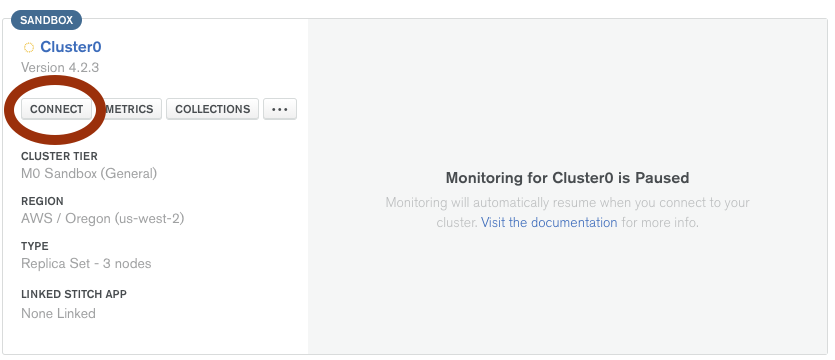 SANDBOX
Cluster0
Version 4.2.3
CONNECT METRICS COLLECTIONS ...
CLUSTER TIER
M0 Sandbox (General)
REGION
AWS / Oregon (us-west-2)
TYPE
Replica Set - 3 nodes
LINKED STITCH APP
None Linked
Monitoring for Cluster0 is Paused
Monitoring will automatically resume when you connect to your
cluster. Visit the documentation for more info.